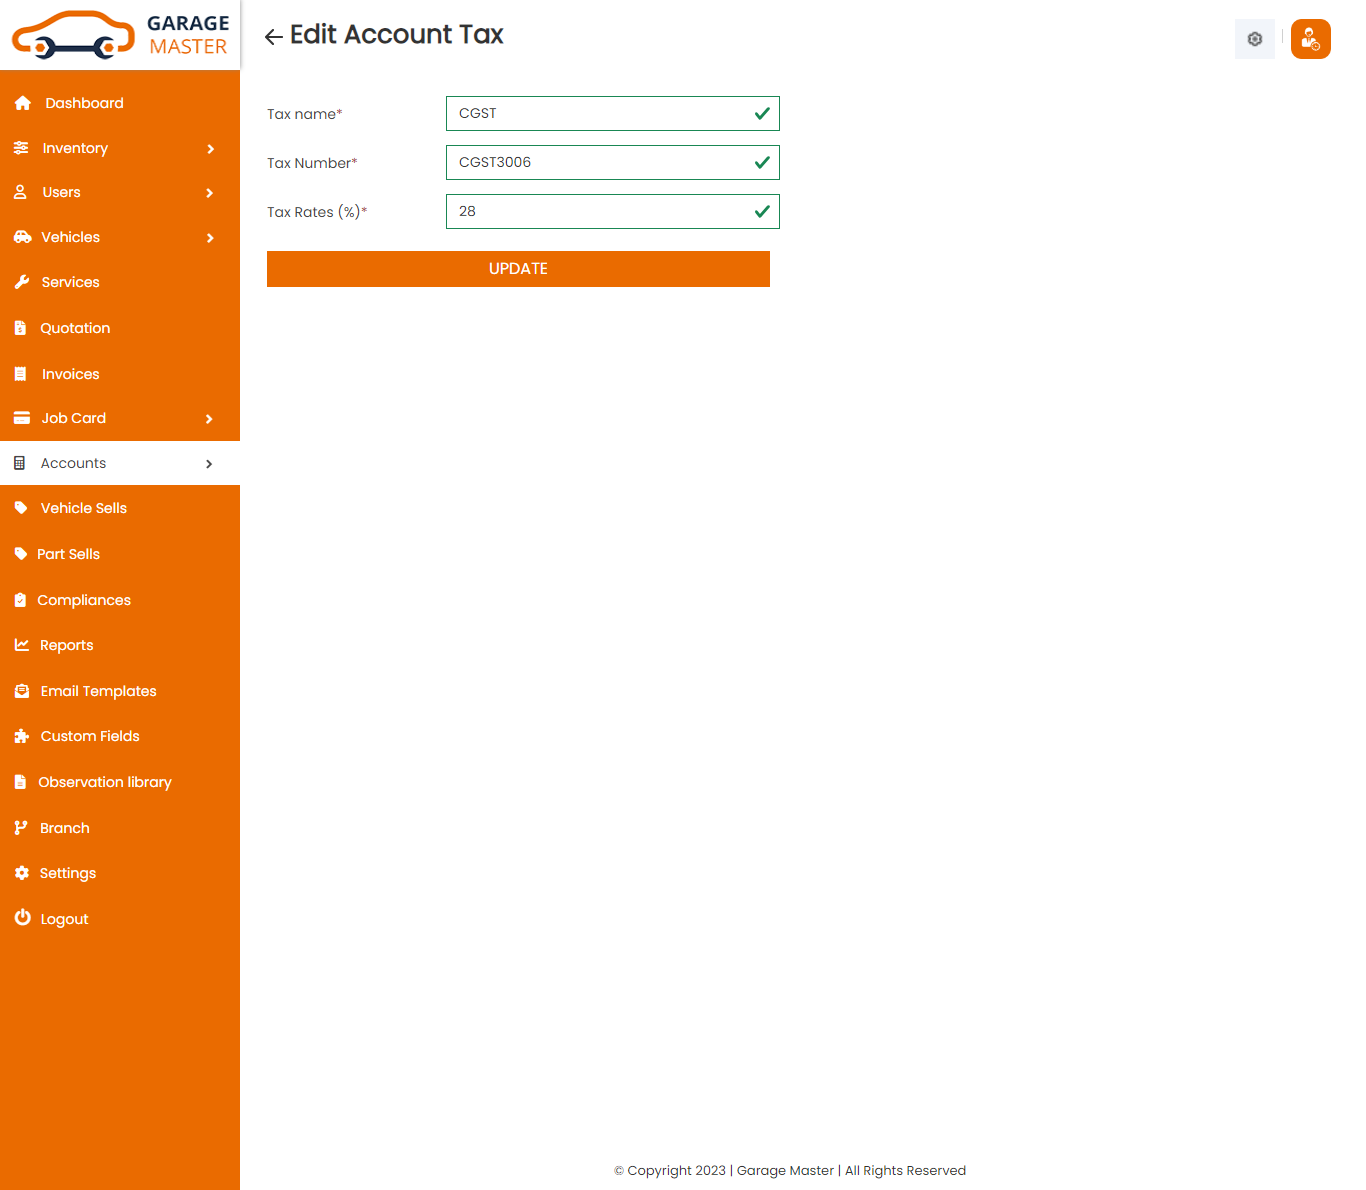 GARAGE
MASTER
Edit Account Tax
Dashboard
Inventory
Users
Vehicles
Services
Quotation
Invoices
Job Card
Accounts
Vehicle Sells
Part Sells
Compliances
Reports
Email Templates
Custom Fields
Observation library
Branch
Settings
Logout
Tax name* CGST
Tax Number* CGST3006
Tax Rates (%)* 28
UPDATE
© Copyright 2023 | Garage Master | All Rights Reserved